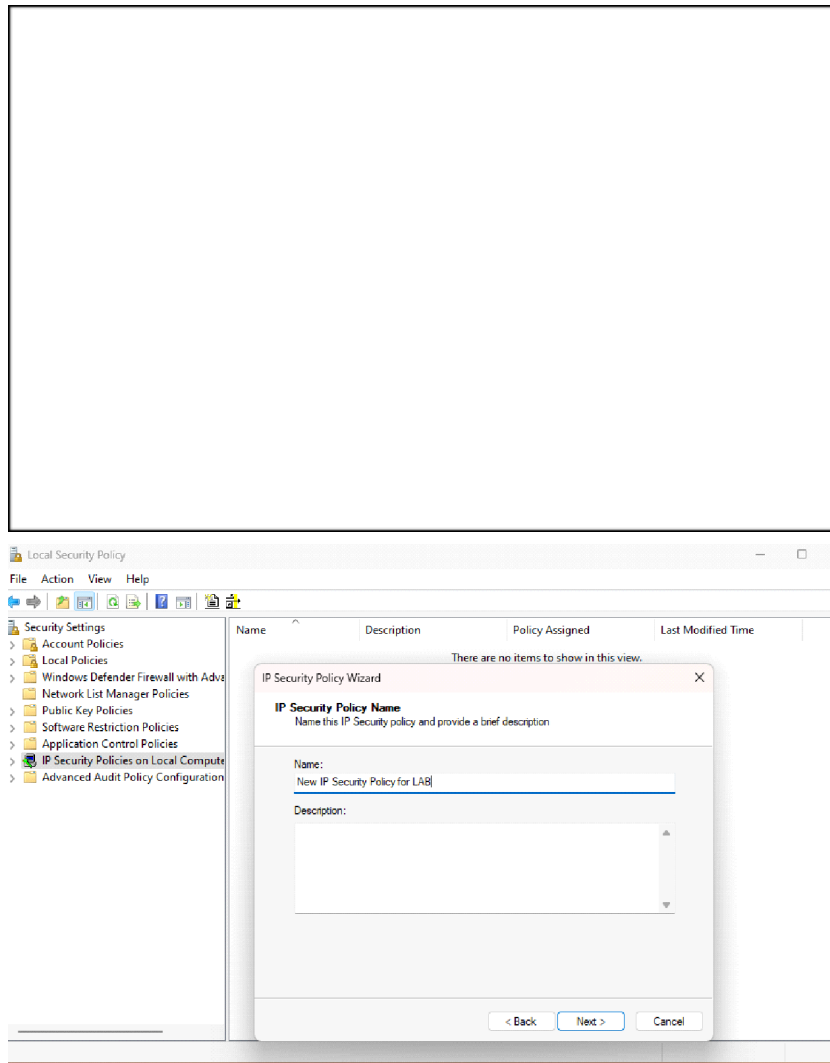 Local Security Policy
File Action View Help
Security Settings
Account Policies
Local Policies
Windows Defender Firewall with Adva
Network List Manager Policies
Public Key Policies
Software Restriction Policies
Application Control Policies
IP Security Policies on Local Compute
Advanced Audit Policy Configuration
Name Description Policy Assigned Last Modified Time
There are no items to show in this view.
IP Security Policy Wizard
IP Security Policy Name
Name this IP Security policy and provide a brief description
Name:
New IP Security Policy for LAB
Description:
< Back Next > Cancel